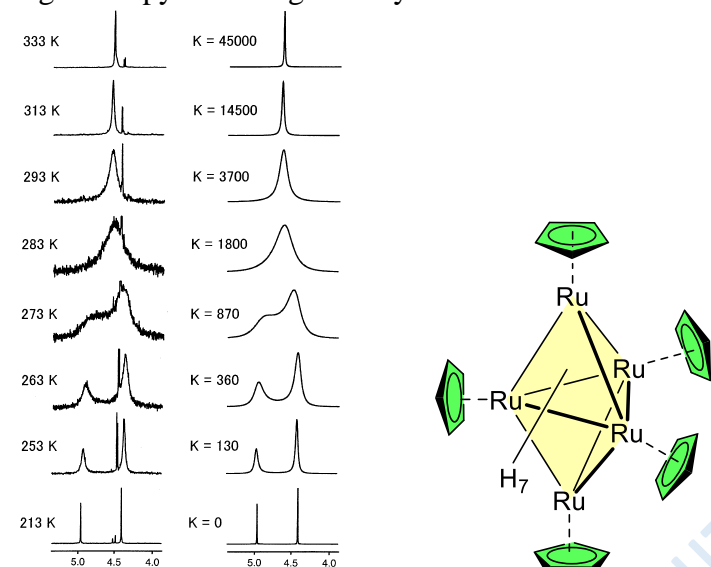 333 K K = 45000
313 K K = 14500
293 K K = 3700
283 K K = 1800
273 K K = 870
263 K K = 360
253 K K = 130
213 K K = 0
5.0 4.5 4.0 5.0 4.5 4.0
Ru
Ru
Ru
Ru
H7
Ru